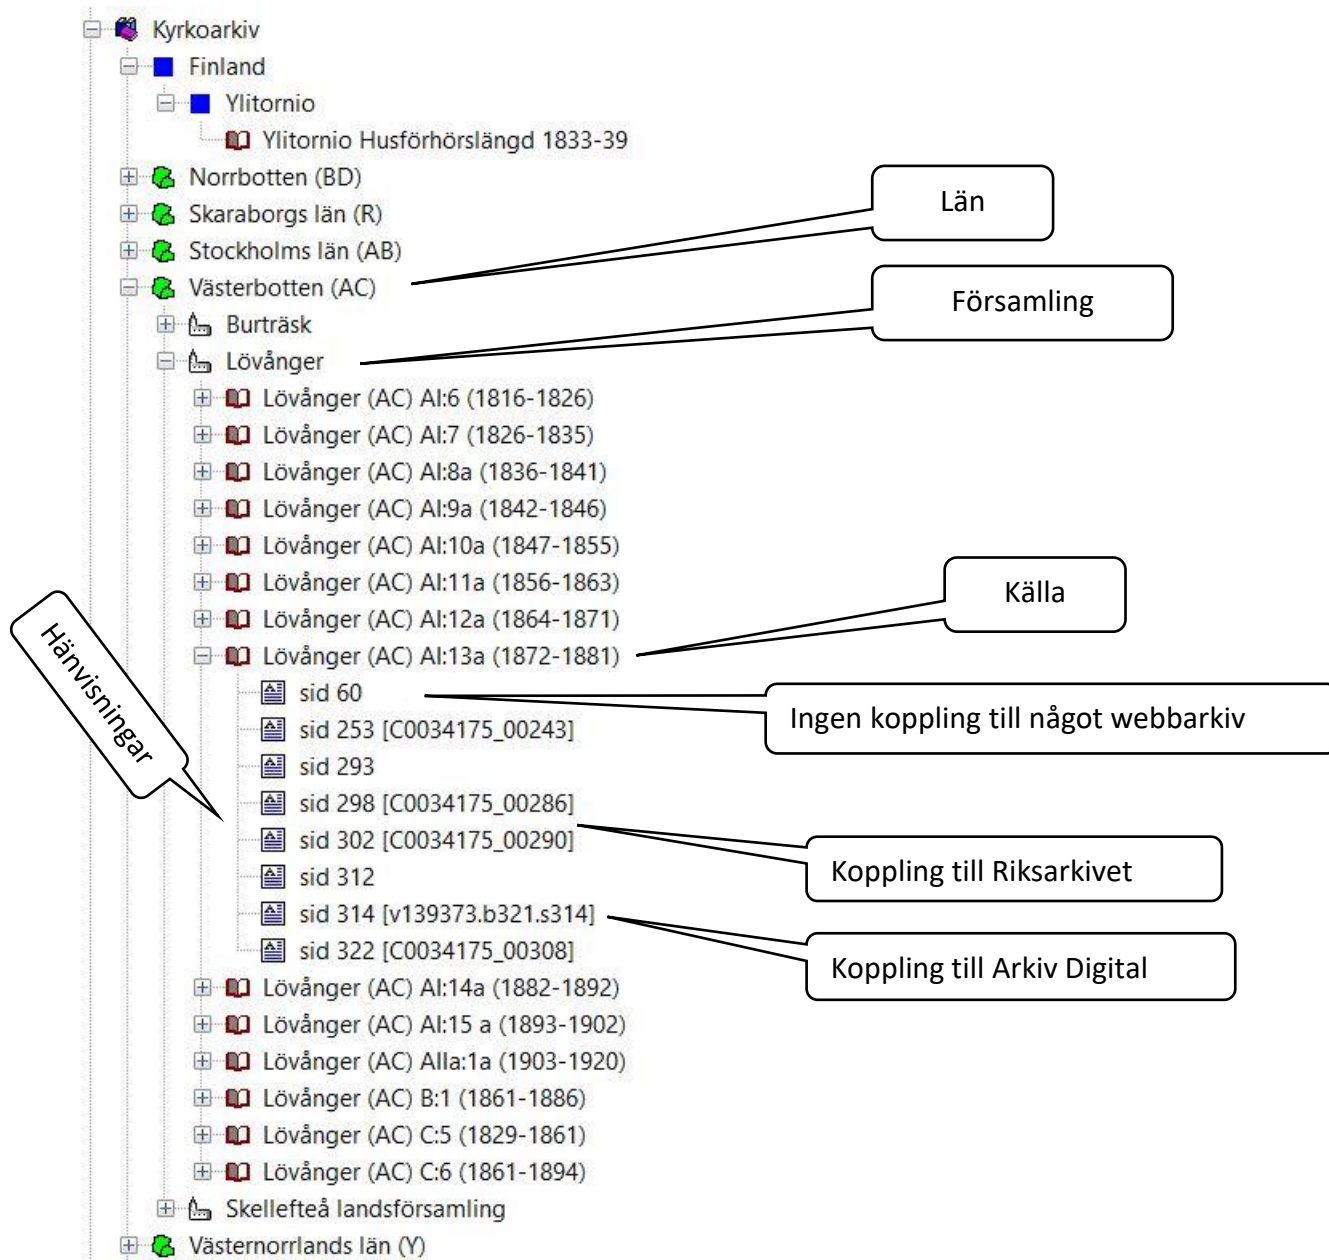 Kyrkoarkiv
Finland
Ylitornio
Ylitornio Husförhörslängd 1833-39
Norrbotten (BD)
Skaraborgs län (R)
Län
Stockholms län (AB)
Västerbotten (AC)
Församling
Burträsk
Lövånger
Lövånger (AC) AI:6 (1816-1826)
Lövånger (AC) AI:7 (1826-1835)
Lövånger (AC) AI:8a (1836-1841)
Lövånger (AC) AI:9a (1842-1846)
Lövånger (AC) AI:10a (1847-1855)
Lövånger (AC) AI:11a (1856-1863)
Källa
Lövånger (AC) AI:12a (1864-1871)
Lövånger (AC) AI:13a (1872-1881)
Hänvisningar
sid 60
Ingen koppling till något webbarkiv
sid 253 [C0034175_00243]
sid 293
sid 298 [C0034175_00286]
sid 302 [C0034175_00290]
Koppling till Riksarkivet
sid 312
sid 314 [v139373.b321.s314]
sid 322 [C0034175_00308]
Koppling till Arkiv Digital
Lövånger (AC) AI:14a (1882-1892)
Lövånger (AC) AI:15 a (1893-1902)
Lövånger (AC) AIIa:1a (1903-1920)
Lövånger (AC) B:1 (1861-1886)
Lövånger (AC) C:5 (1829-1861)
Lövånger (AC) C:6 (1861-1894)
Skellefteå landsförsamling
Västernorrlands län (Y)